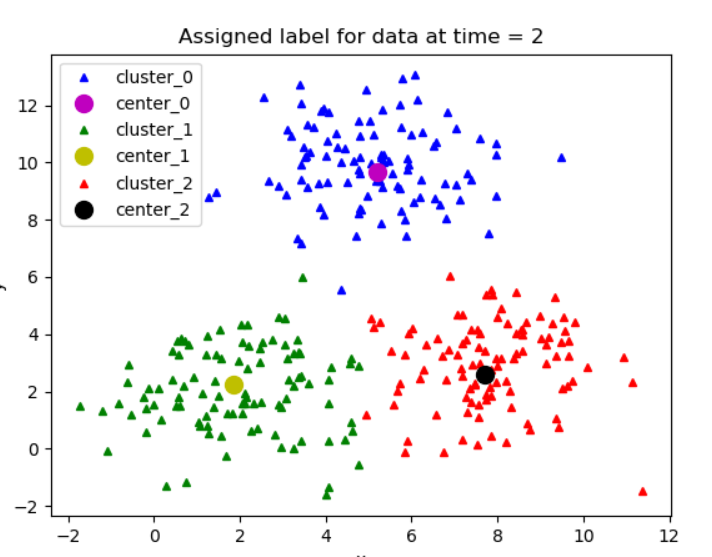 Assigned label for data at time = 2
cluster_0
center_0
cluster_1
center_1
cluster_2
center_2
12
10
8
6
4
2
0
−2
−2 0 2 4 6 8 10 12